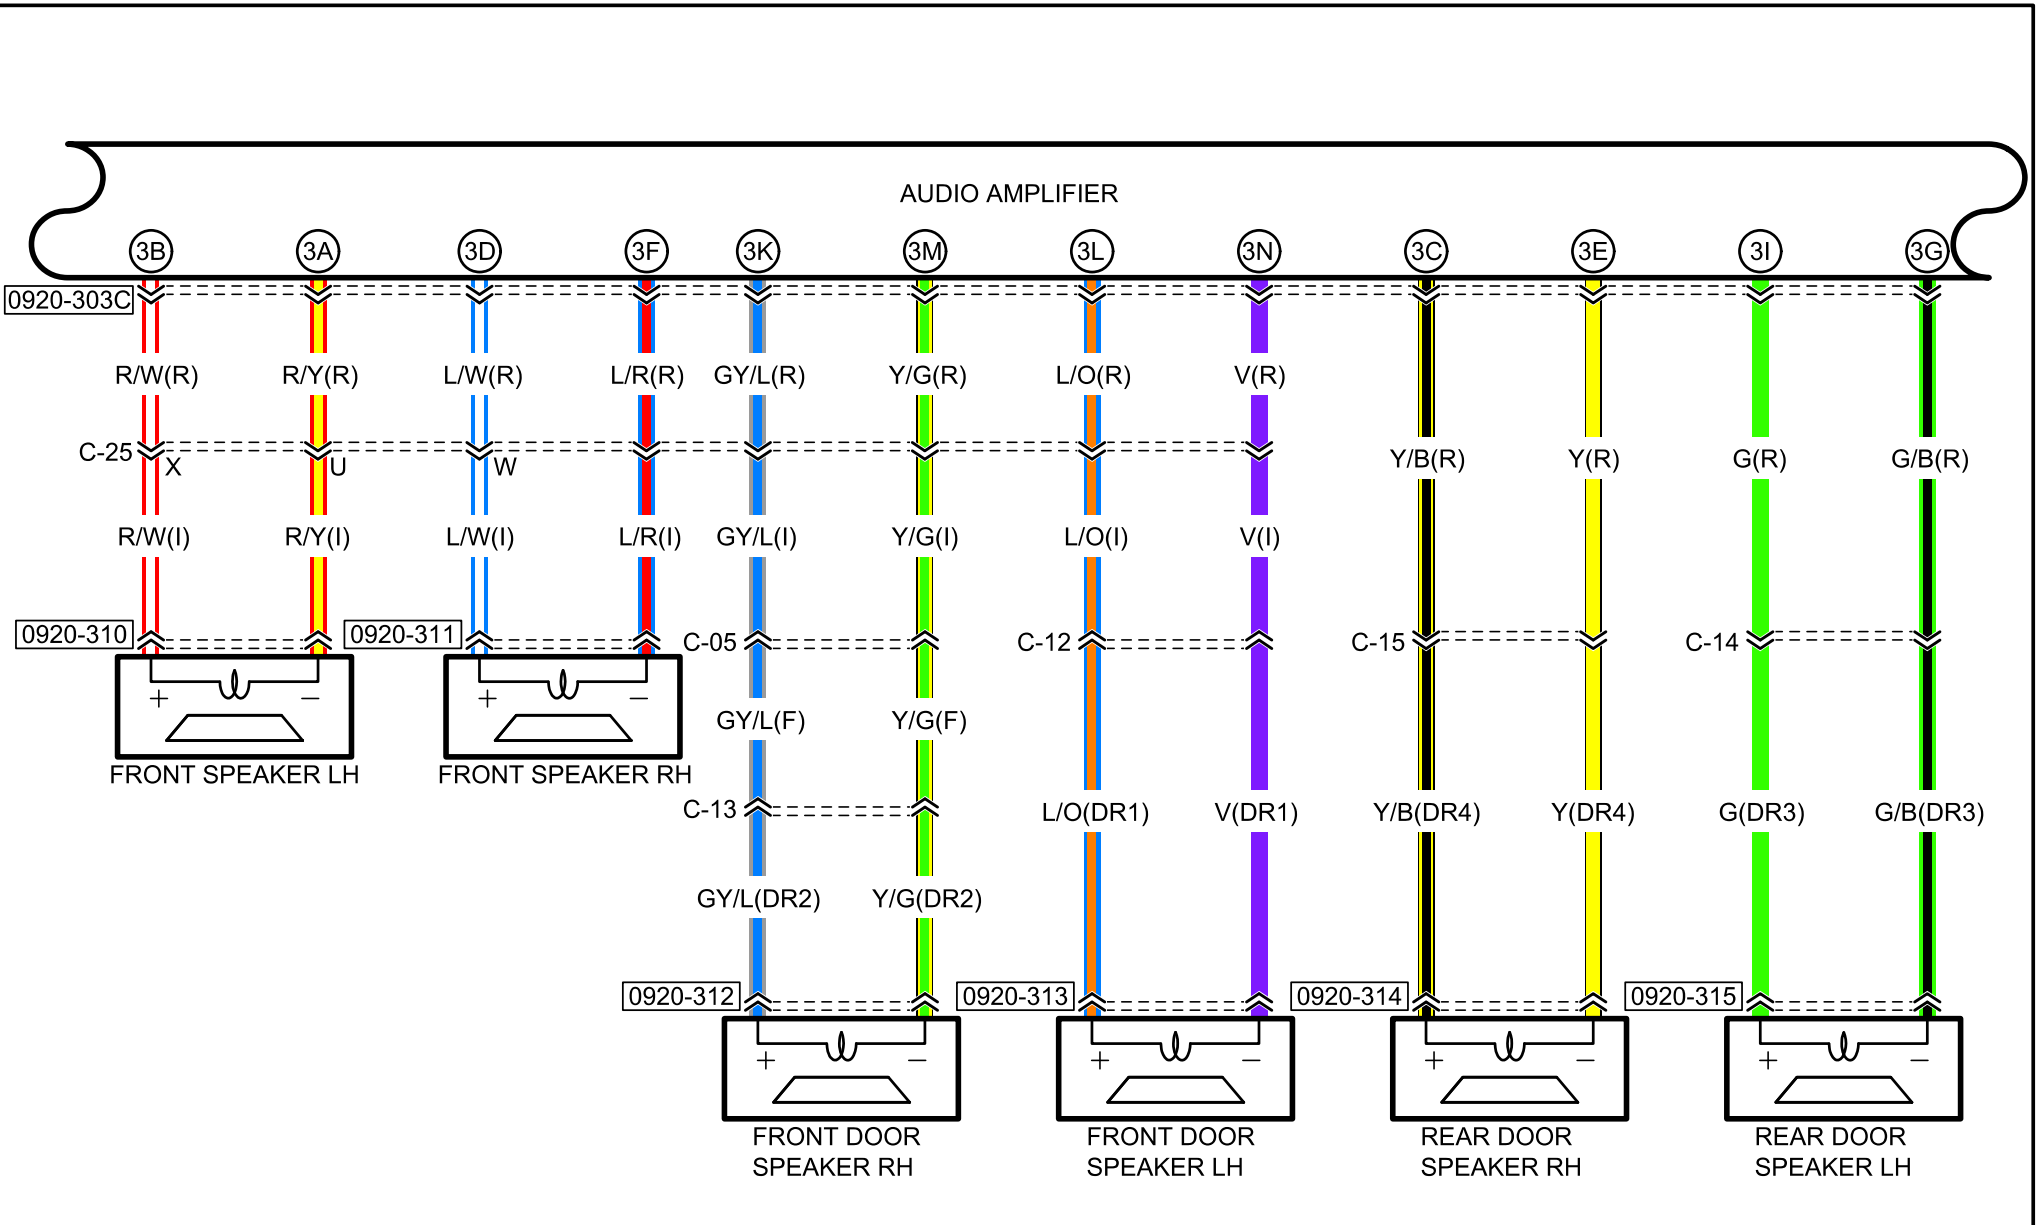 AUDIO AMPLIFIER
3B 3A 3D 3F 3K 3M 3L 3N 3C 3E 3I 3G
0920-303C
R/W(R) R/Y(R) L/W(R) L/R(R) GY/L(R) Y/G(R) L/O(R) V(R)
C-25 X U W
Y/B(R) Y(R) G(R) G/B(R)
R/W(I) R/Y(I) L/W(I) L/R(I) GY/L(I) Y/G(I) L/O(I) V(I)
0920-310 0920-311 C-05 C-12 C-15 C-14
+ − + −
GY/L(F) Y/G(F)
FRONT SPEAKER LH FRONT SPEAKER RH
C-13 L/O(DR1) V(DR1) Y/B(DR4) Y(DR4) G(DR3) G/B(DR3)
GY/L(DR2) Y/G(DR2)
0920-312 0920-313 0920-314 0920-315
+ − + − + − + −
FRONT DOOR
SPEAKER RH
FRONT DOOR
SPEAKER LH
REAR DOOR
SPEAKER RH
REAR DOOR
SPEAKER LH